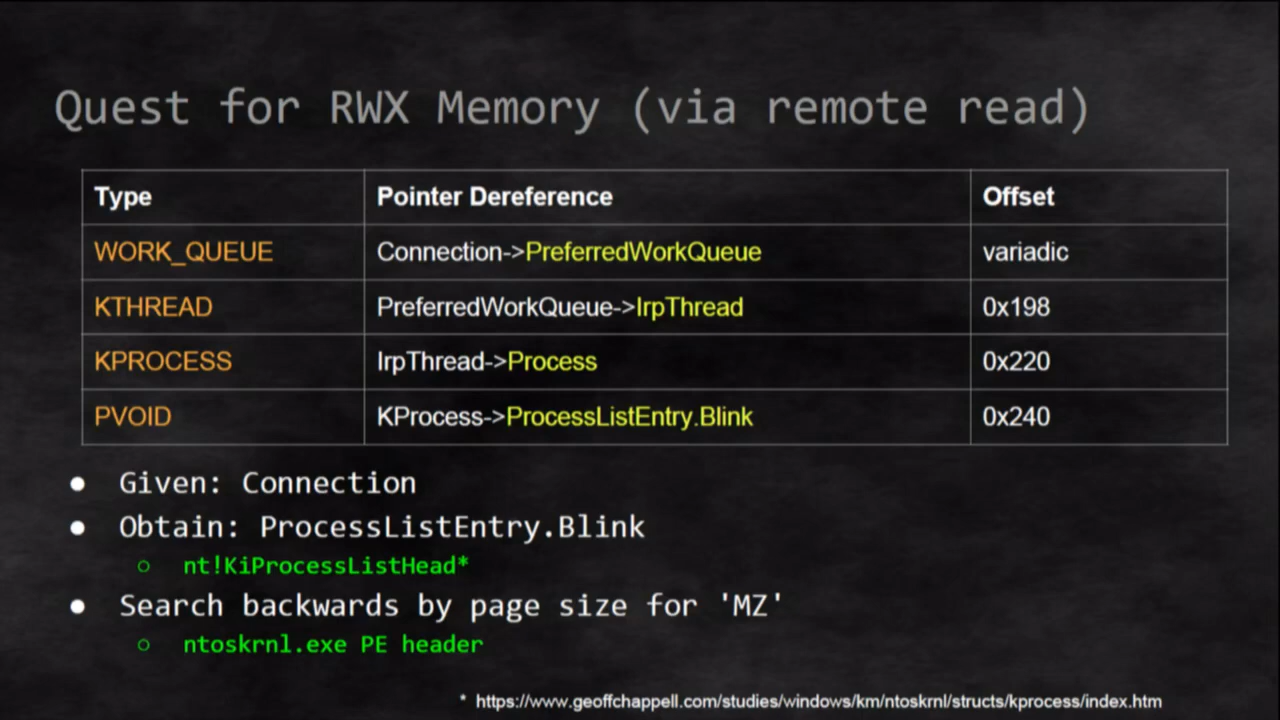 Quest for RWX Memory (via remote read)
Type Pointer Dereference Offset
WORK_QUEUE Connection->PreferredWorkQueue variadic
KTHREAD PreferredWorkQueue->IrpThread 0x198
KPROCESS IrpThread->Process 0x220
PVOID KProcess->ProcessListEntry.Blink 0x240
● Given: Connection
● Obtain: ProcessListEntry.Blink
○ nt!KiProcessListHead*
● Search backwards by page size for 'MZ'
○ ntoskrnl.exe PE header
* https://www.geoffchappell.com/studies/windows/km/ntoskrnl/structs/kprocess/index.htm